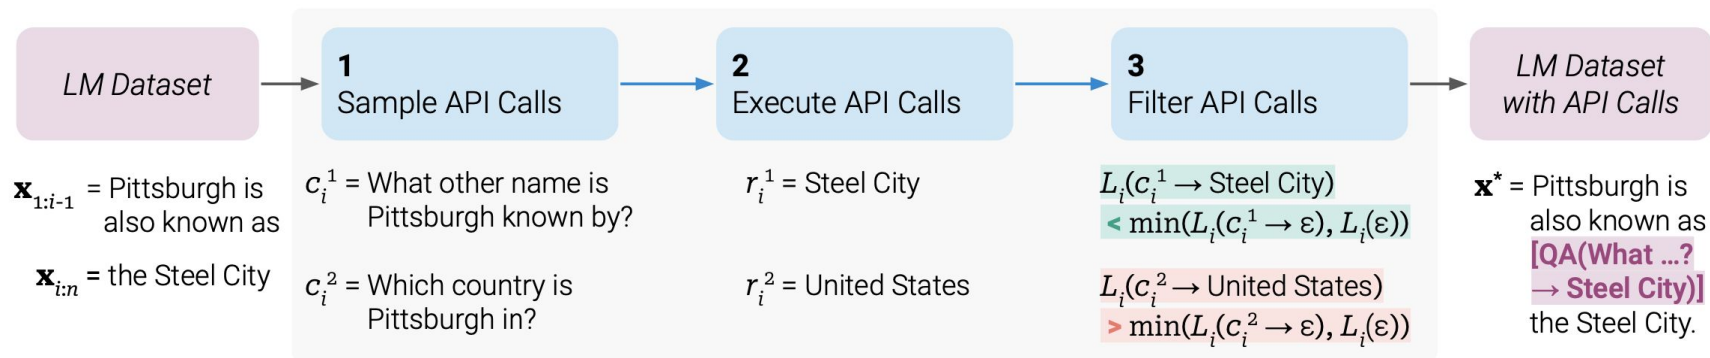 LM Dataset
1
Sample API Calls
2
Execute API Calls
3
Filter API Calls
LM Dataset
with API Calls
x1:i-1 = Pittsburgh is
also known as
xi:n = the Steel City
ci1 = What other name is
Pittsburgh known by?
ci2 = Which country is
Pittsburgh in?
ri1 = Steel City
ri2 = United States
Li(ci1 → Steel City)
< min(Li(ci1 → ε), Li(ε))
Li(ci2 → United States)
> min(Li(ci2 → ε), Li(ε))
x* = Pittsburgh is
also known as
[QA(What ...?
→ Steel City)]
the Steel City.